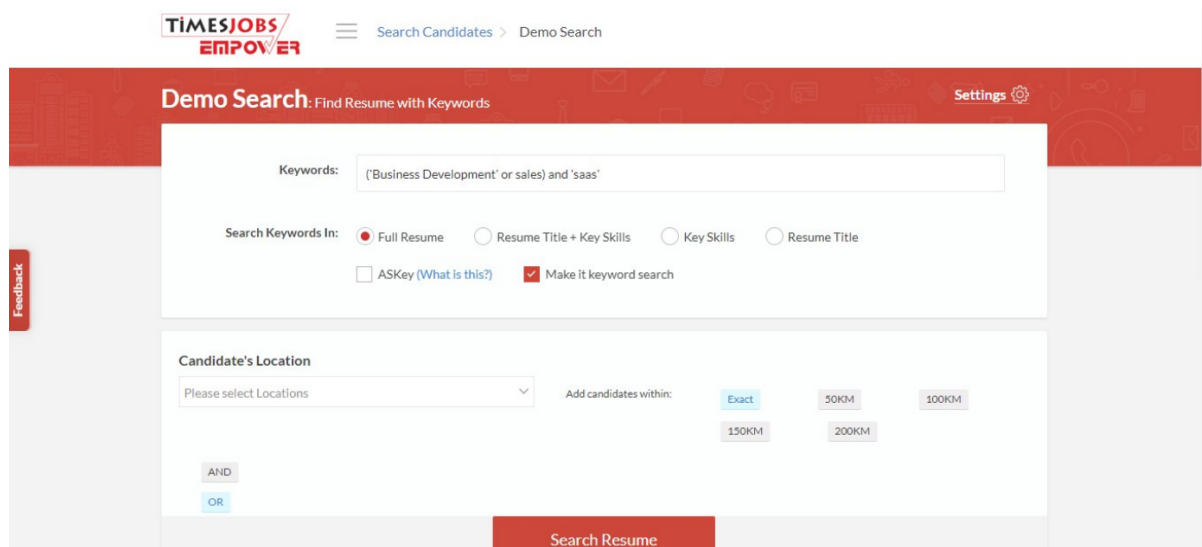 TIMESJOBS
EMPOWER
Search Candidates > Demo Search
Demo Search: Find Resume with Keywords
Settings
Keywords: ('Business Development' or sales) and 'saas'
Search Keywords In: Full Resume Resume Title + Key Skills Key Skills Resume Title
ASKey (What is this?) Make it keyword search
Feedback
Candidate's Location
Please select Locations Add candidates within: Exact 50KM 100KM
150KM 200KM
AND
OR
Search Resume